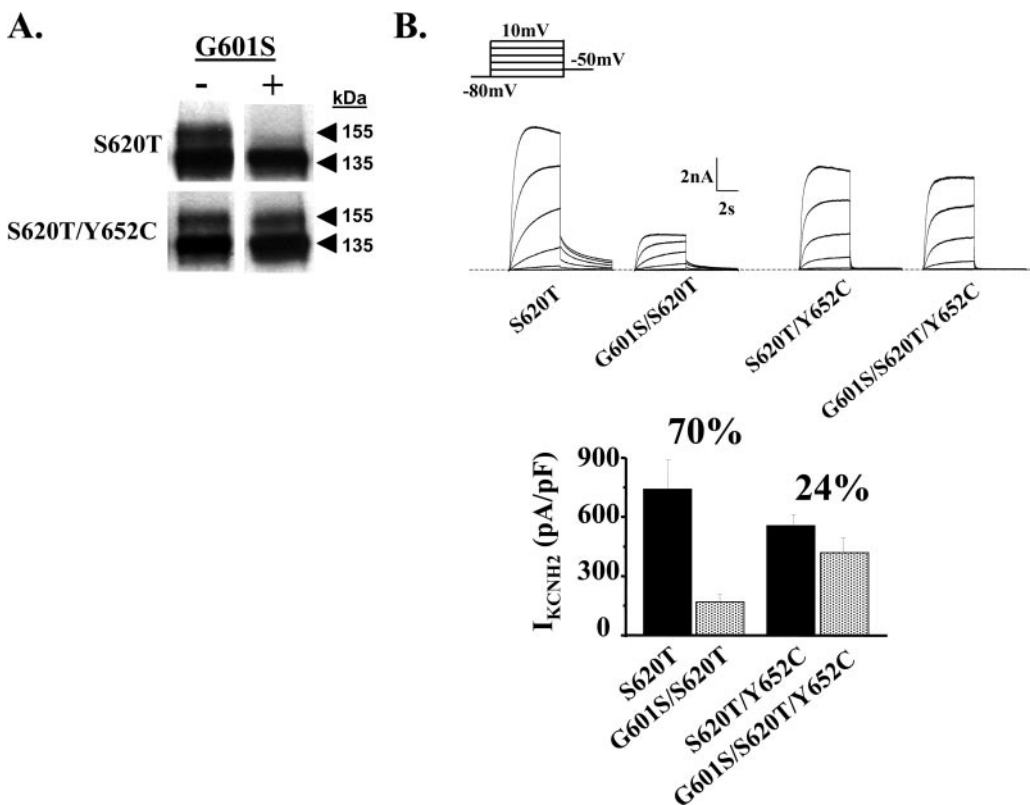 A.
G601S
- +
kDa
S620T
155
135
S620T/Y652C
155
135
B.
10mV
-50mV
-80mV
2nA
2s
S620T
G601S/S620T
S620T/Y652C
G601S/S620T/Y652C
70%
24%
900
600
300
0
I KCNH2 (pA/pF)
S620T
G601S/S620T
S620T/Y652C
G601S/S620T/Y652C